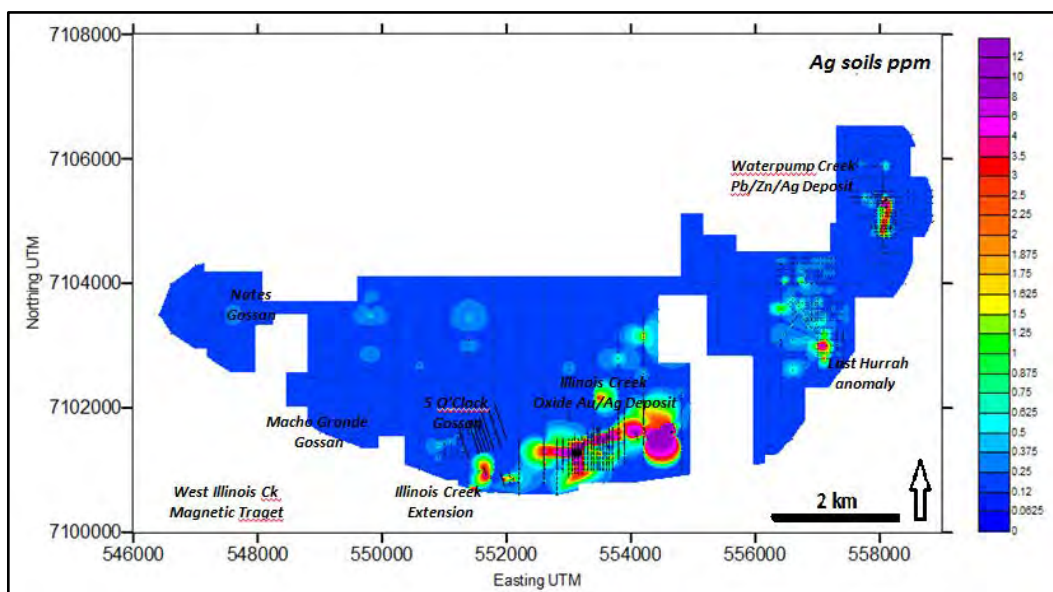 Ag soils ppm
7108000
7106000
7104000
7102000
7100000
Northing UTM
Waterpump Creek
Pb/Zn/Ag Deposit
Nates
Gossan
Last Hurrah
anomaly
Illinois Creek
Oxide Au/Ag Deposit
5 O'Clock
Gossan
Macho Grande
Gossan
West Illinois Ck
Magnetic Traget
Illinois Creek
Extension
2 km
546000
548000
550000
552000
554000
556000
558000
Easting UTM
12
10
8
6
4
3.5
3
2.5
2.25
2
1.75
1.625
1.5
1.25
1
0.875
0.75
0.625
0.5
0.375
0.25
0.12
0.0625
0